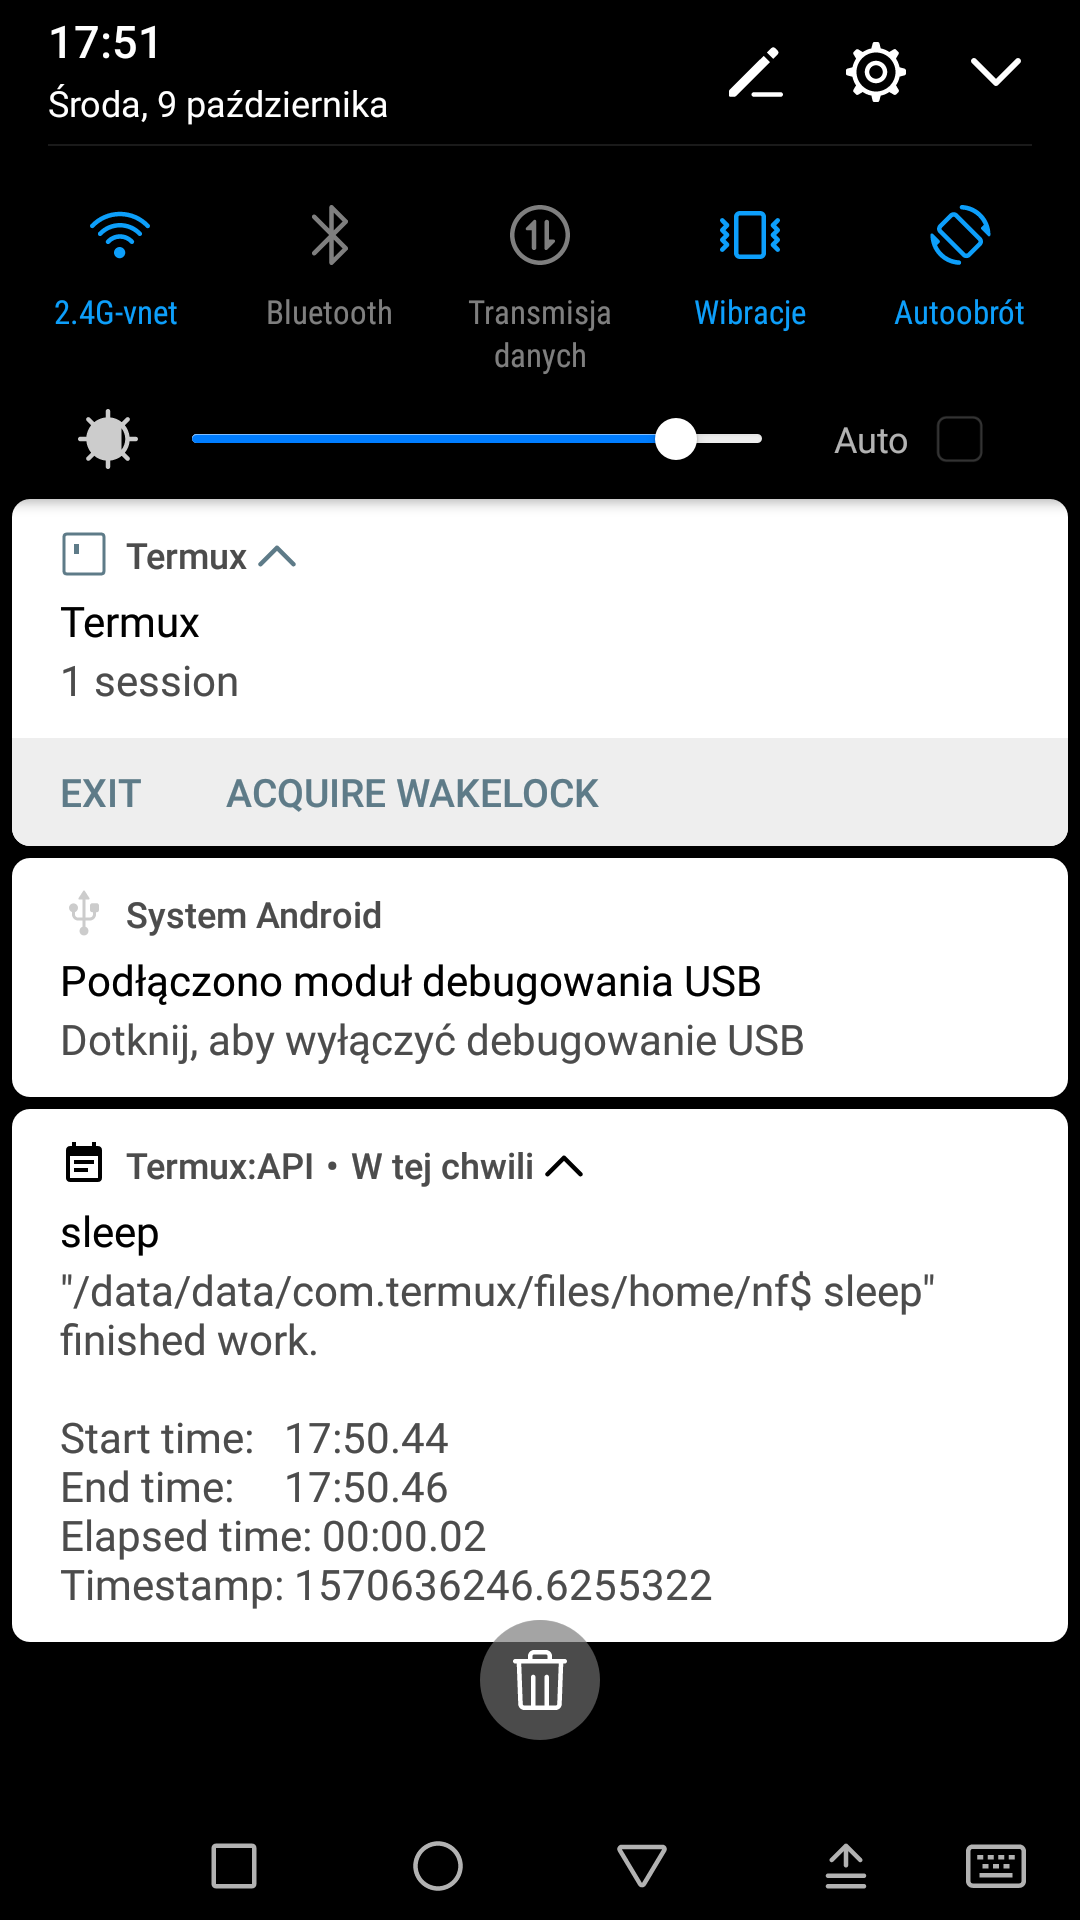 17:51
Środa, 9 października
2.4G-vnet
Bluetooth
Transmisja
danych
Wibracje
Autoobrót
Auto
Termux
Termux
1 session
EXIT ACQUIRE WAKELOCK
System Android
Podłączono moduł debugowania USB
Dotknij, aby wyłączyć debugowanie USB
Termux:API • W tej chwili
sleep
"/data/data/com.termux/files/home/nf$ sleep"
finished work.
Start time: 17:50.44
End time: 17:50.46
Elapsed time: 00:00.02
Timestamp: 1570636246.6255322